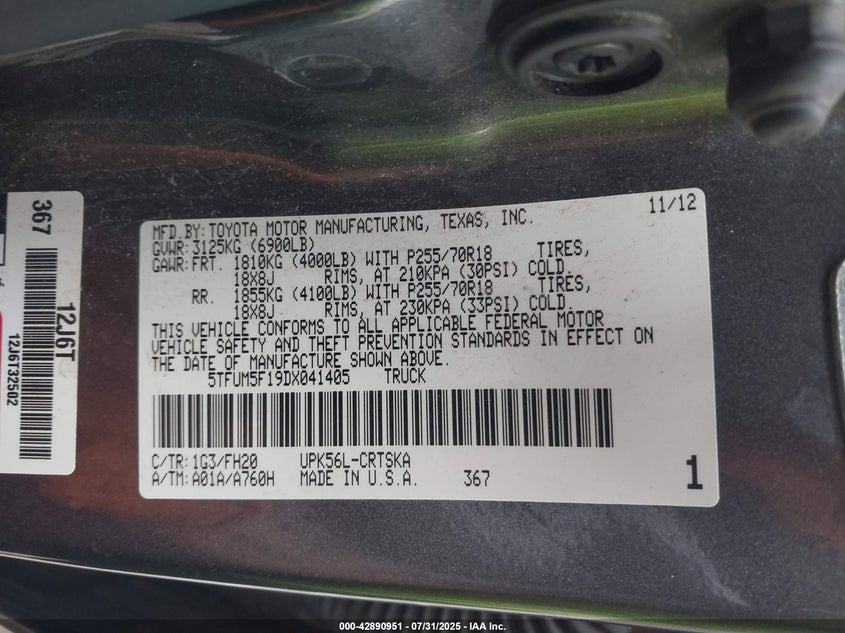 367
12J6T
12J6T32502
MFD.BY:TOYOTA MOTOR MANUFACTURING, TEXAS, INC. 11/12
GVWR:3125KG (6900LB)
GAWR:FRT. 1810KG (4000LB) WITH P255/70R18 TIRES,
18X8J RIMS, AT 210KPA (30PSI) COLD.
RR. 1855KG (4100LB) WITH P255/70R18 TIRES,
18X8J RIMS, AT 230KPA (33PSI) COLD.
THIS VEHICLE CONFORMS TO ALL APPLICABLE FEDERAL MOTOR
VEHICLE SAFETY AND THEFT PREVENTION STANDARDS IN EFFECT ON
THE DATE OF MANUFACTURE SHOWN ABOVE.
5TFUM5F19DX041405 TRUCK
C/TR:1G3/FH20 UPK56L-CRTSKA
A/TM:A01A/A760H MADE IN U.S.A. 367 1
000-42890951 - 07/31/2025 - IAA Inc.